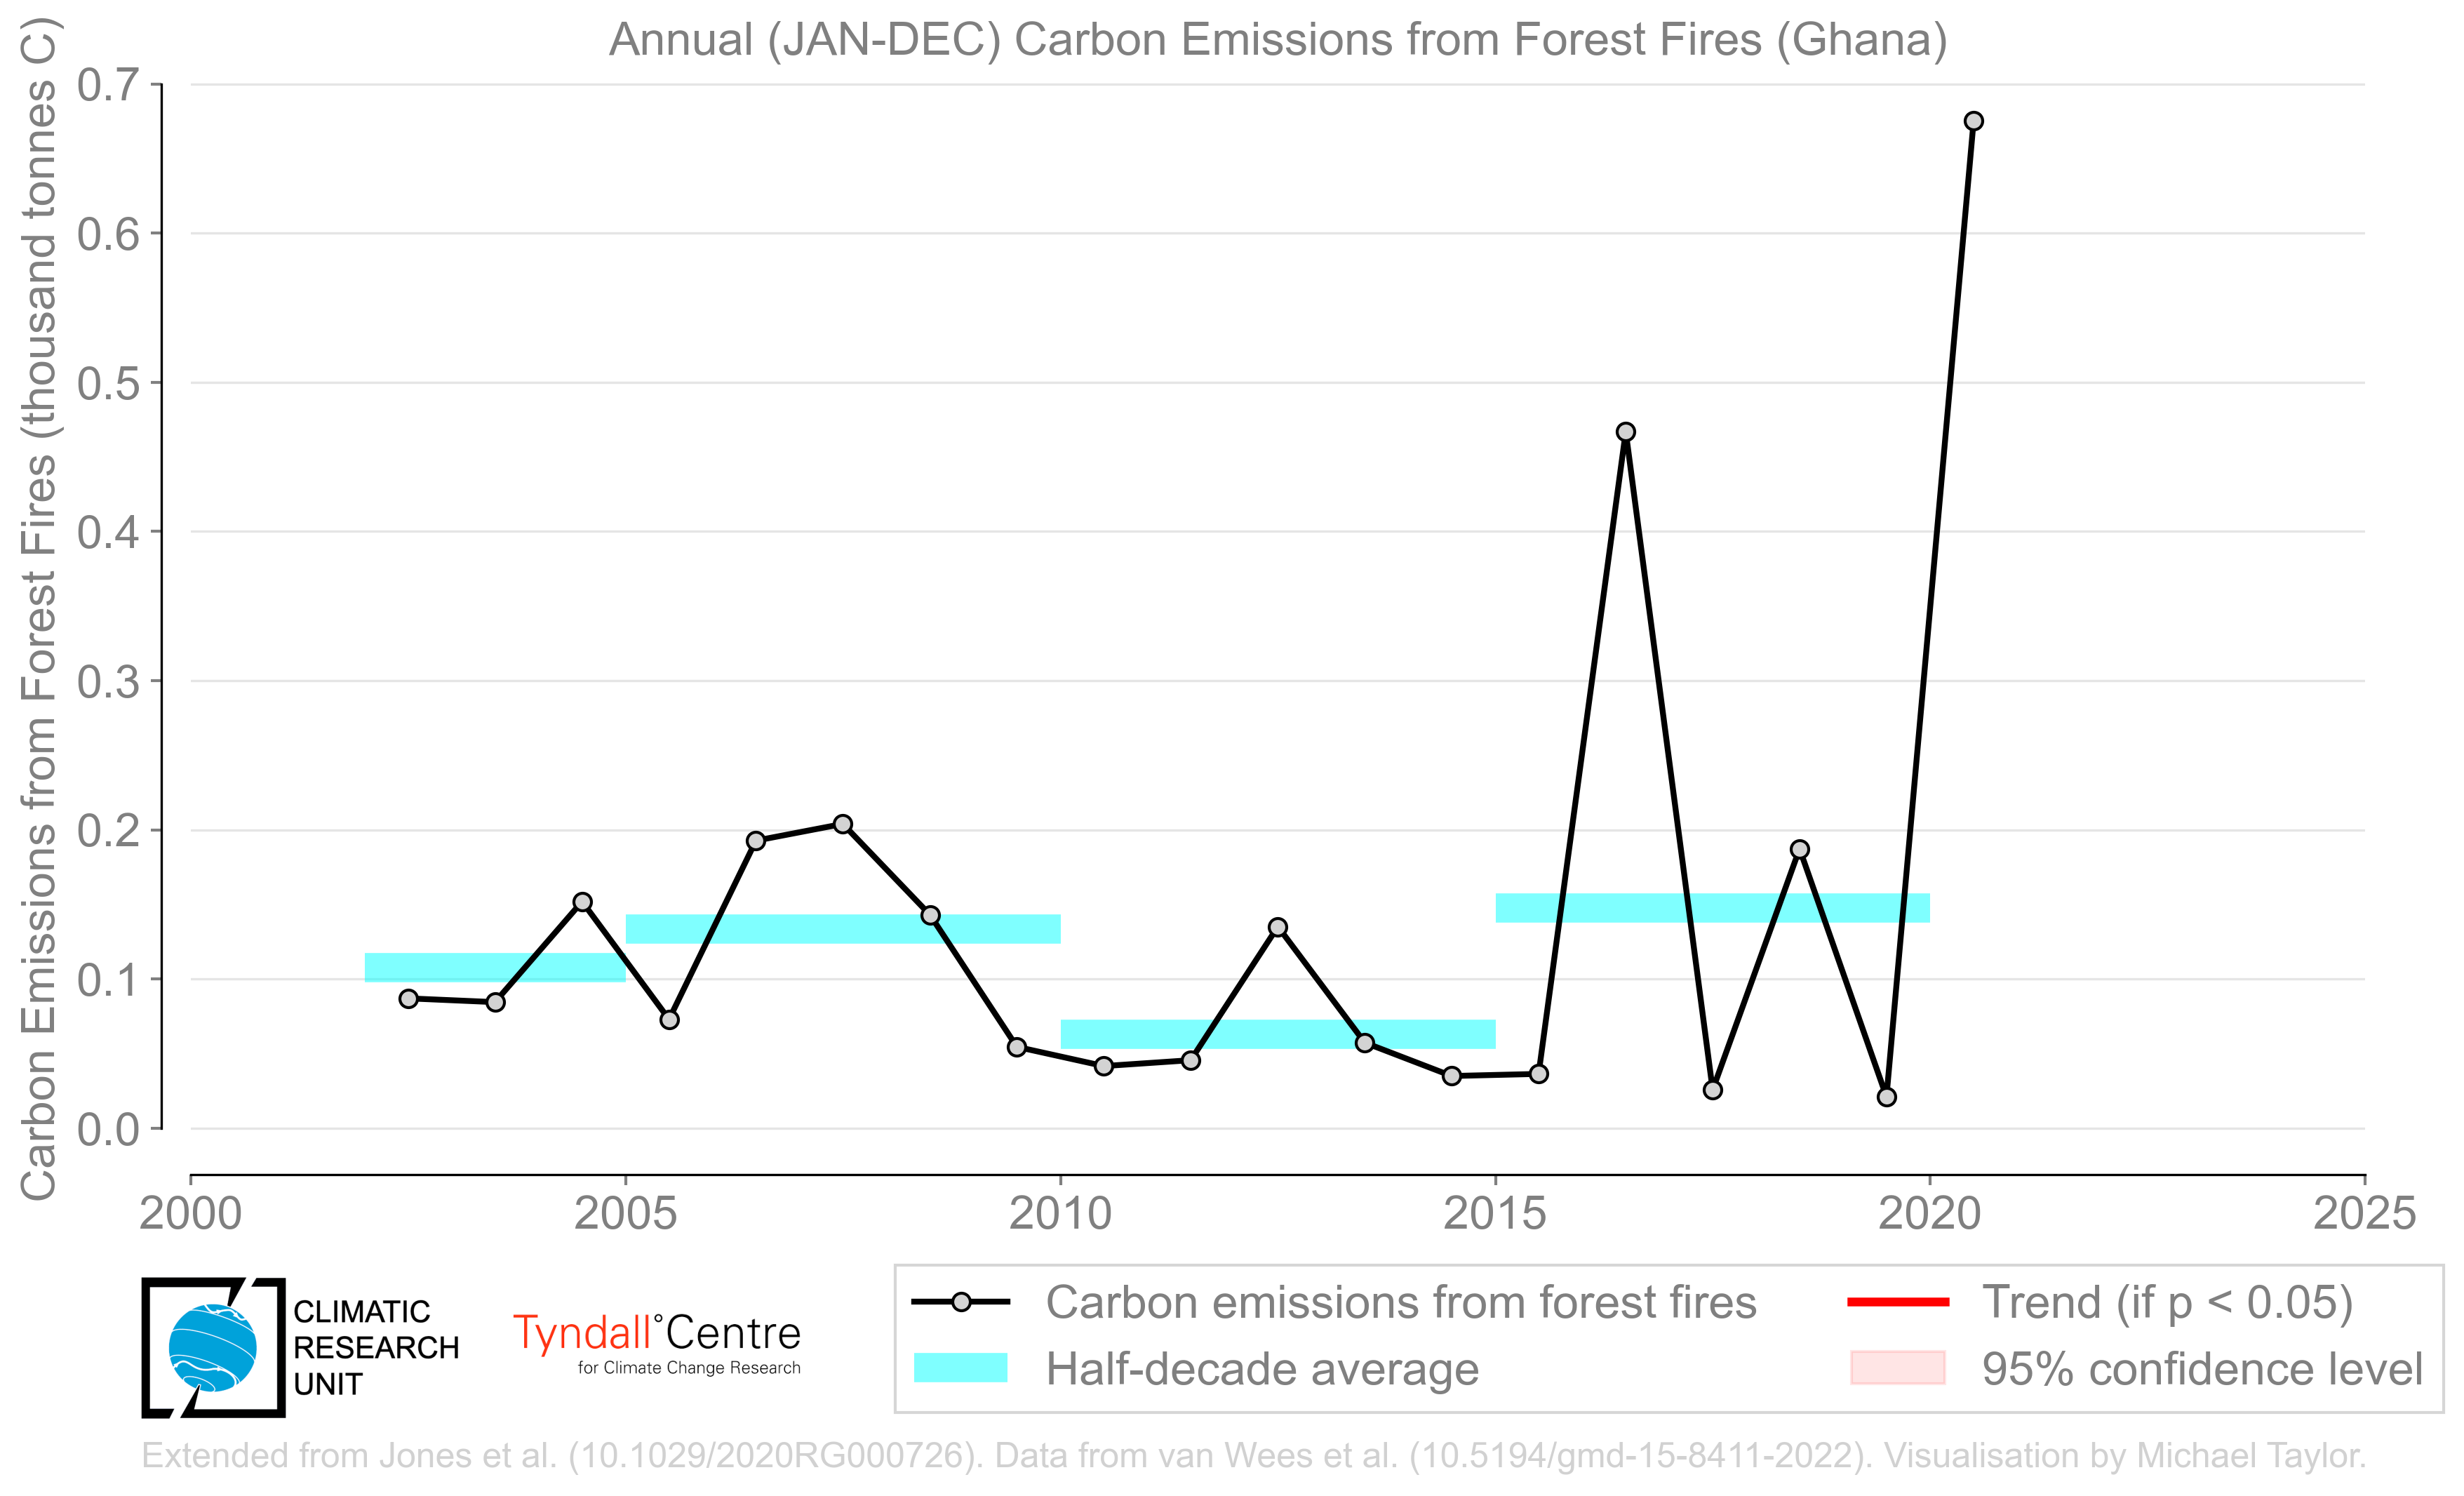 Annual (JAN-DEC) Carbon Emissions from Forest Fires (Ghana)
Carbon Emissions from Forest Fires (thousand tonnes C)
0.7
0.6
0.5
0.4
0.3
0.2
0.1
0.0
2000 2005 2010 2015 2020 2025
CLIMATIC
RESEARCH
UNIT
Tyndall°Centre
for Climate Change Research
Carbon emissions from forest fires
Half-decade average
Trend (if p < 0.05)
95% confidence level
Extended from Jones et al. (10.1029/2020RG000726). Data from van Wees et al. (10.5194/gmd-15-8411-2022). Visualisation by Michael Taylor.